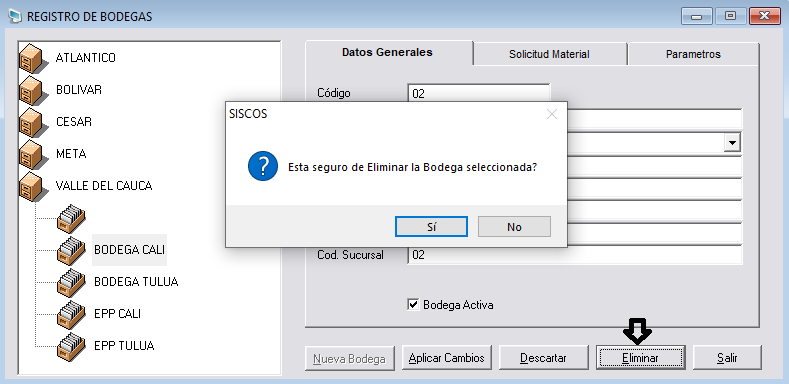 REGISTRO DE BODEGAS
ATLANTICO
BOLIVAR
CESAR
META
VALLE DEL CAUCA
BODEGA CALI
BODEGA TULUA
EPP CALI
EPP TULUA
Datos Generales
Solicitud Material
Parametros
Código
02
SISCOS
Esta seguro de Eliminar la Bodega seleccionada?
Sí
No
Cod. Sucursal
02
Bodega Activa
Nueva Bodega
Aplicar Cambios
Descartar
Eliminar
Salir